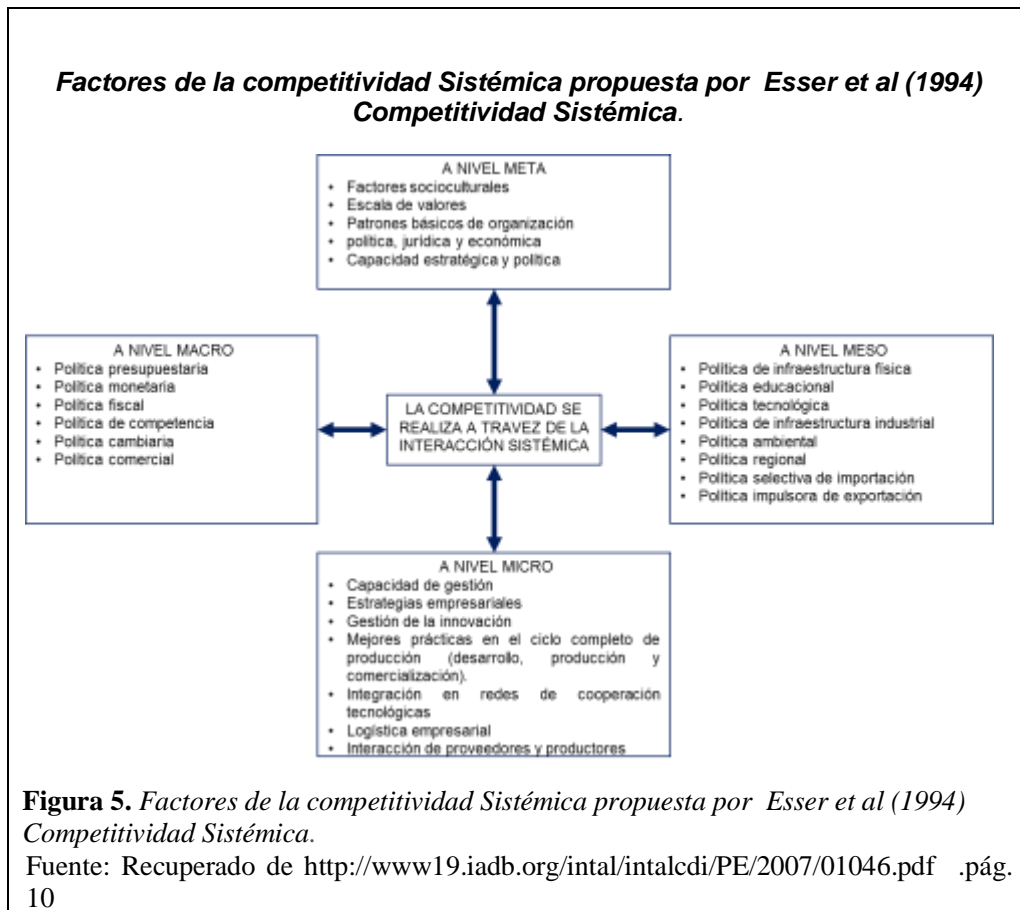 Factores de la competitividad Sistémica propuesta por Esser et al (1994)
Competitividad Sistémica.
A NIVEL META
• Factores socioculturales
• Escala de valores
• Patrones básicos de organización
• política, jurídica y económica
• Capacidad estratégica y política
A NIVEL MACRO
• Política presupuestaria
• Política monetaria
• Política fiscal
• Política de competencia
• Política cambiaria
• Política comercial
LA COMPETITIVIDAD SE
REALIZA A TRAVEZ DE LA
INTERACCIÓN SISTÉMICA
A NIVEL MESO
• Política de infraestructura física
• Política educacional
• Política tecnológica
• Política de infraestructura industrial
• Política ambiental
• Política regional
• Política selectiva de importación
• Política impulsora de exportación
A NIVEL MICRO
• Capacidad de gestión
• Estrategias empresariales
• Gestión de la innovación
• Mejores prácticas en el ciclo completo de
producción (desarrollo, producción y
comercialización).
• Integración en redes de cooperación
tecnológicas
• Logística empresarial
• Interacción de proveedores y productores
Figura 5. Factores de la competitividad Sistémica propuesta por Esser et al (1994)
Competitividad Sistémica.
Fuente: Recuperado de http://www19.iadb.org/intal/intalcdi/PE/2007/01046.pdf .pág.
10